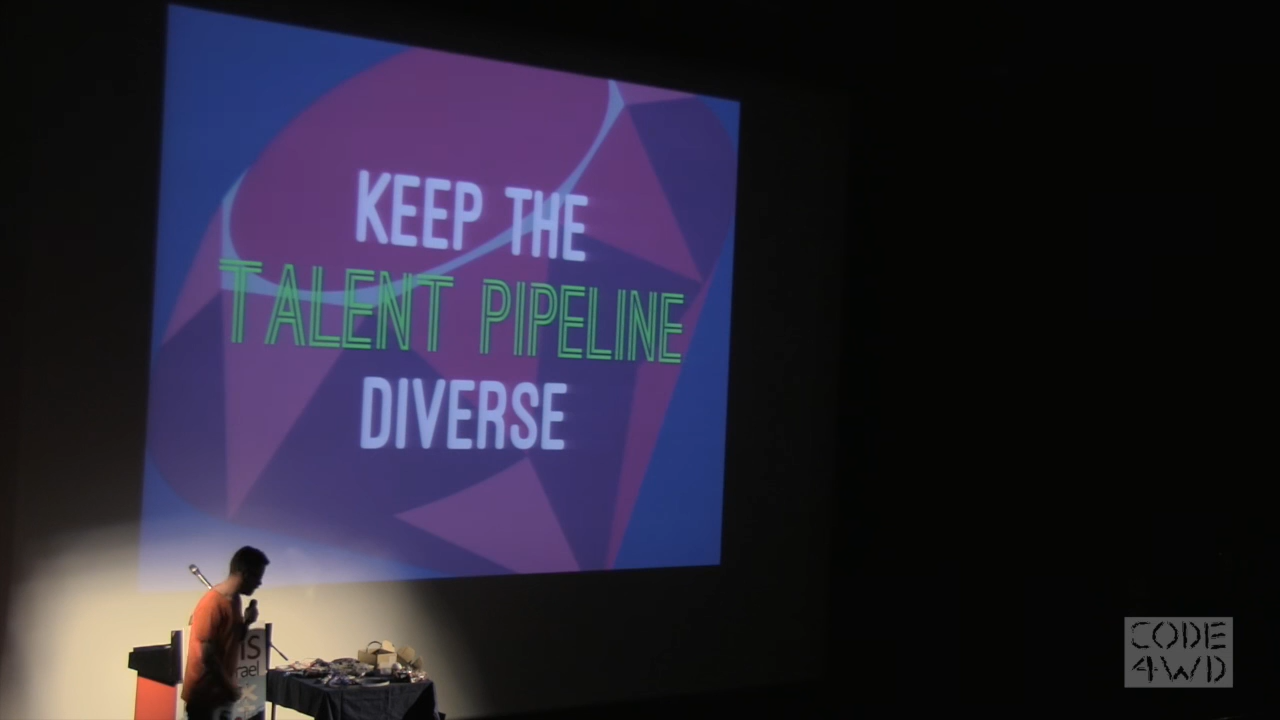 KEEP THE
TALENT PIPELINE
DIVERSE
CODE
4WD